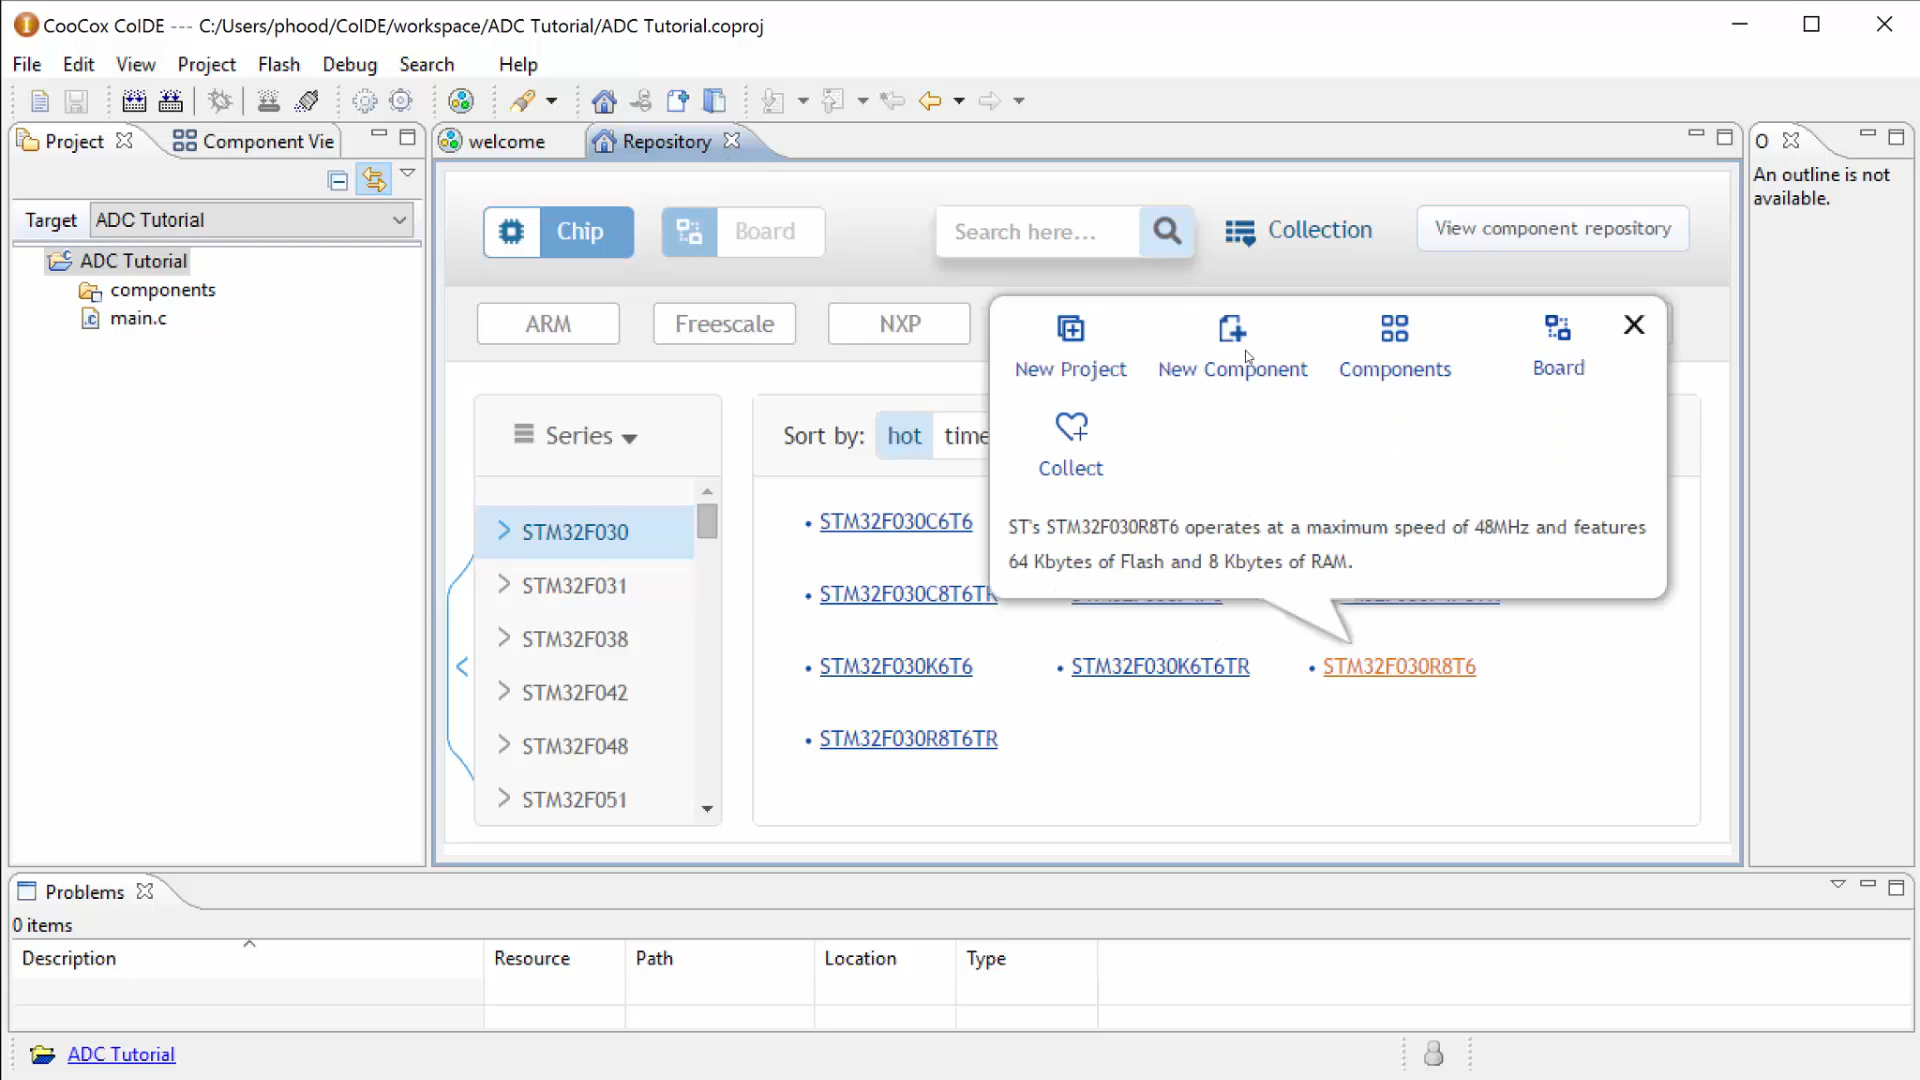 CooCox CoIDE --- C:/Users/phood/CoIDE/workspace/ADC Tutorial/ADC Tutorial.coproj
File Edit View Project Flash Debug Search Help
Project
Component Vie
welcome
Repository
O
An outline is not
available.
Target ADC Tutorial
ADC Tutorial
components
main.c
Chip
Board
Search here...
Collection
View component repository
ARM
Freescale
NXP
New Project
New Component
Components
Board
Collect
ST's STM32F030R8T6 operates at a maximum speed of 48MHz and features
64 Kbytes of Flash and 8 Kbytes of RAM.
Series
Sort by: hot time
STM32F030
STM32F031
STM32F038
STM32F042
STM32F048
STM32F051
STM32F030C6T6
STM32F030C8T6TR
STM32F030K6T6
STM32F030K6T6TR
STM32F030R8T6
STM32F030R8T6TR
Problems
0 items
Description Resource Path Location Type
ADC Tutorial